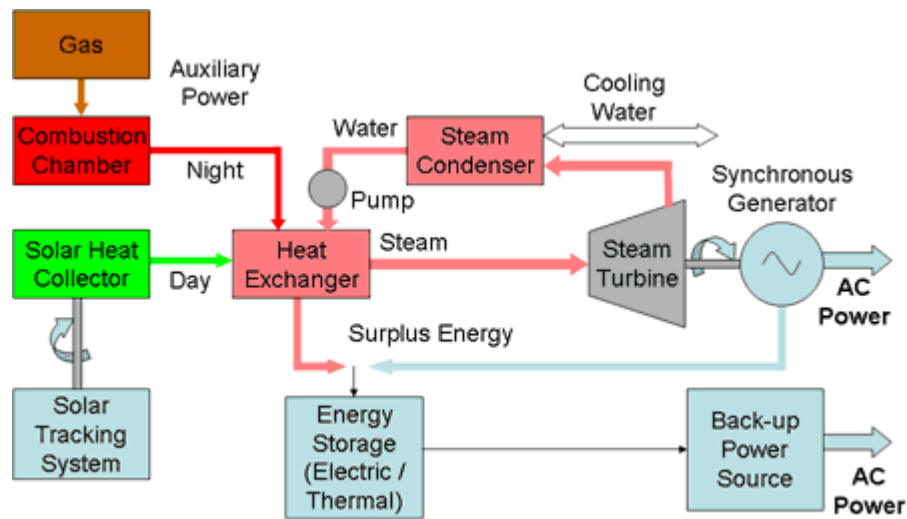 Gas
Auxiliary
Power
Cooling
Water
Combustion
Chamber
Night
Water
Steam
Condenser
Pump
Synchronous
Generator
Solar Heat
Collector
Day
Heat
Exchanger
Steam
Steam
Turbine
AC
Power
Surplus Energy
Solar
Tracking
System
Energy
Storage
(Electric /
Thermal)
Back-up
Power
Source
AC
Power